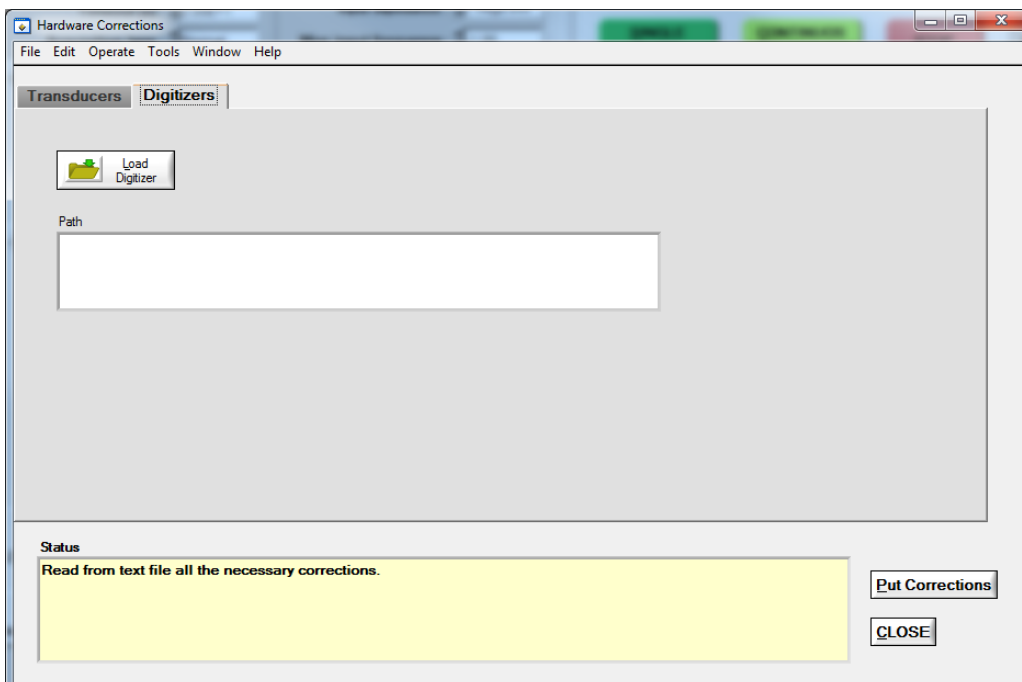 Hardware Corrections
File Edit Operate Tools Window Help
Transducers Digitizers
Load
Digitizer
Path
Status
Read from text file all the necessary corrections.
Put Corrections
CLOSE